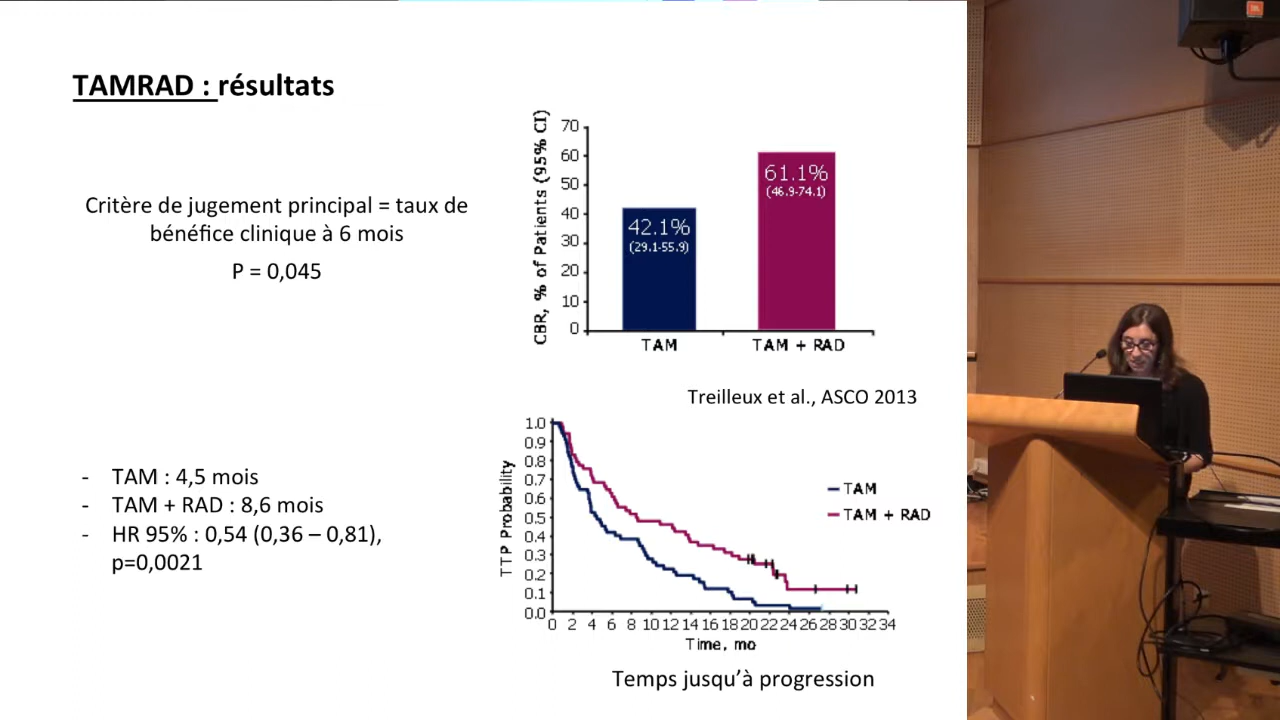 TAMRAD : résultats
Critère de jugement principal = taux de
bénéfice clinique à 6 mois
P = 0,045
CBR, % of Patients (95% CI)
70
60
50
40
30
20
10
0
42.1%
(29.1-55.9)
61.1%
(46.9-74.1)
TAM
TAM + RAD
Treilleux et al., ASCO 2013
- TAM : 4,5 mois
- TAM + RAD : 8,6 mois
- HR 95% : 0,54 (0,36 – 0,81),
p=0,0021
TTP Probability
1.0
0.9
0.8
0.7
0.6
0.5
0.4
0.3
0.2
0.1
0.0
TAM
TAM + RAD
0 2 4 6 8 10 12 14 16 18 20 22 24 26 28 30 32 34
Time, mo
Temps jusqu'à progression
JBL